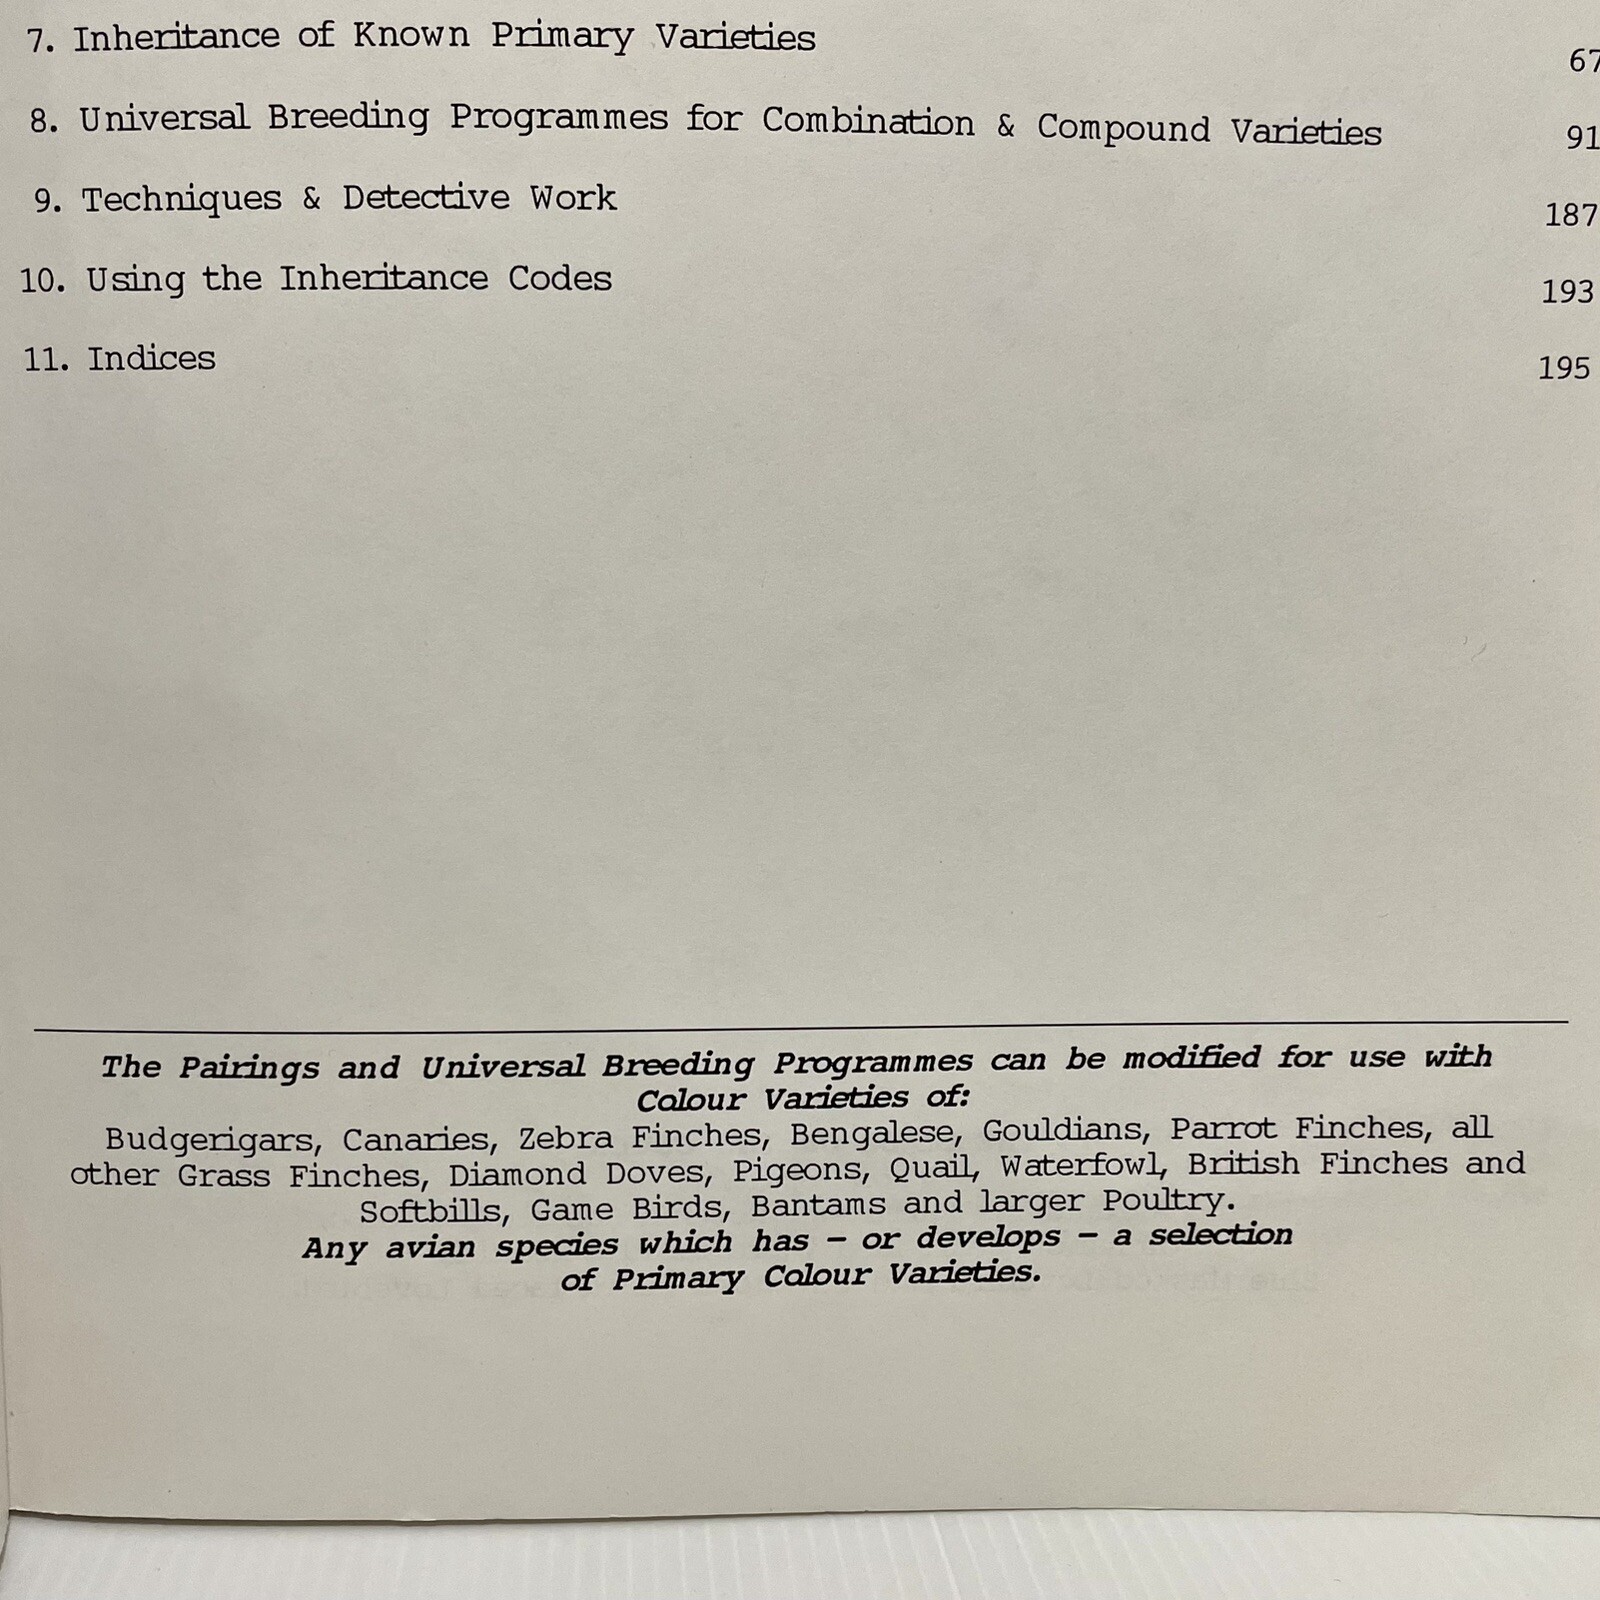 7. Inheritance of Known Primary Varieties 67
8. Universal Breeding Programmes for Combination & Compound Varieties 91
9. Techniques & Detective Work 187
10. Using the Inheritance Codes 193
11. Indices 195
The Pairings and Universal Breeding Programmes can be modified for use with
Colour Varieties of:
Budgerigars, Canaries, Zebra Finches, Bengalese, Gouldians, Parrot Finches, all
other Grass Finches, Diamond Doves, Pigeons, Quail, Waterfowl, British Finches and
Softbills, Game Birds, Bantams and larger Poultry.
Any avian species which has - or develops - a selection
of Primary Colour Varieties.